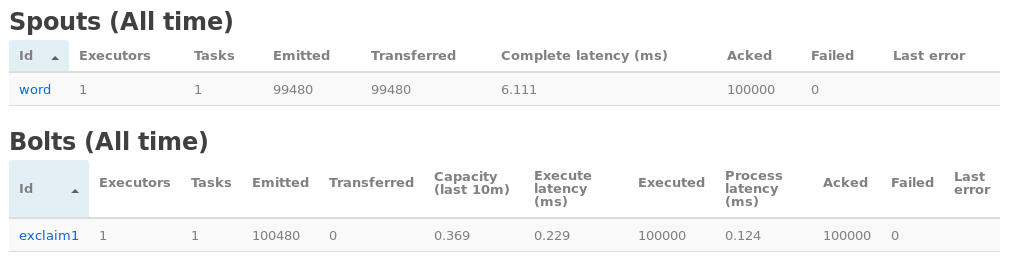 Spouts (All time)
Id Executors Tasks Emitted Transferred Complete latency (ms) Acked Failed Last error
word 1 1 99480 99480 6.111 100000 0
Bolts (All time)
Id Executors Tasks Emitted Transferred Capacity (last 10m) Execute latency (ms) Executed Process latency (ms) Acked Failed Last error
exclaim1 1 1 100480 0 0.369 0.229 100000 0.124 100000 0